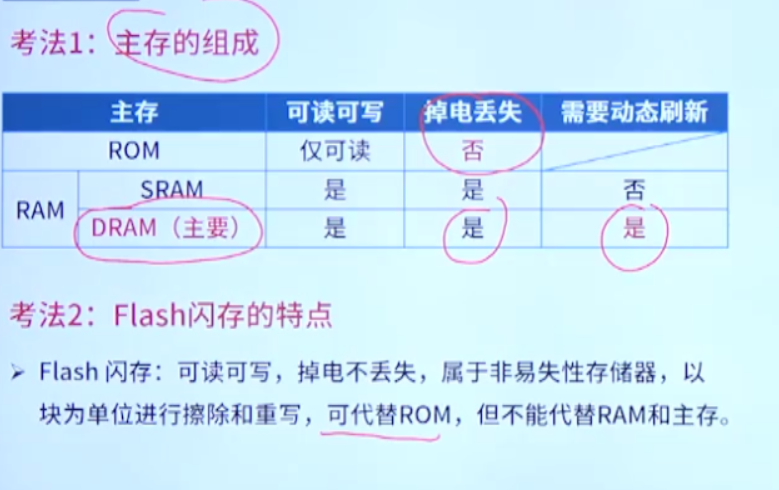 考法1：主存的组成
主存 可读可写 掉电丢失 需要动态刷新
ROM 仅可读 否
RAM SRAM 是 是 否
DRAM（主要） 是 是 是
考法2：Flash闪存的特点
➢ Flash 闪存：可读可写，掉电不丢失，属于非易失性存储器，以
块为单位进行擦除和重写，可代替ROM，但不能代替RAM和主存。